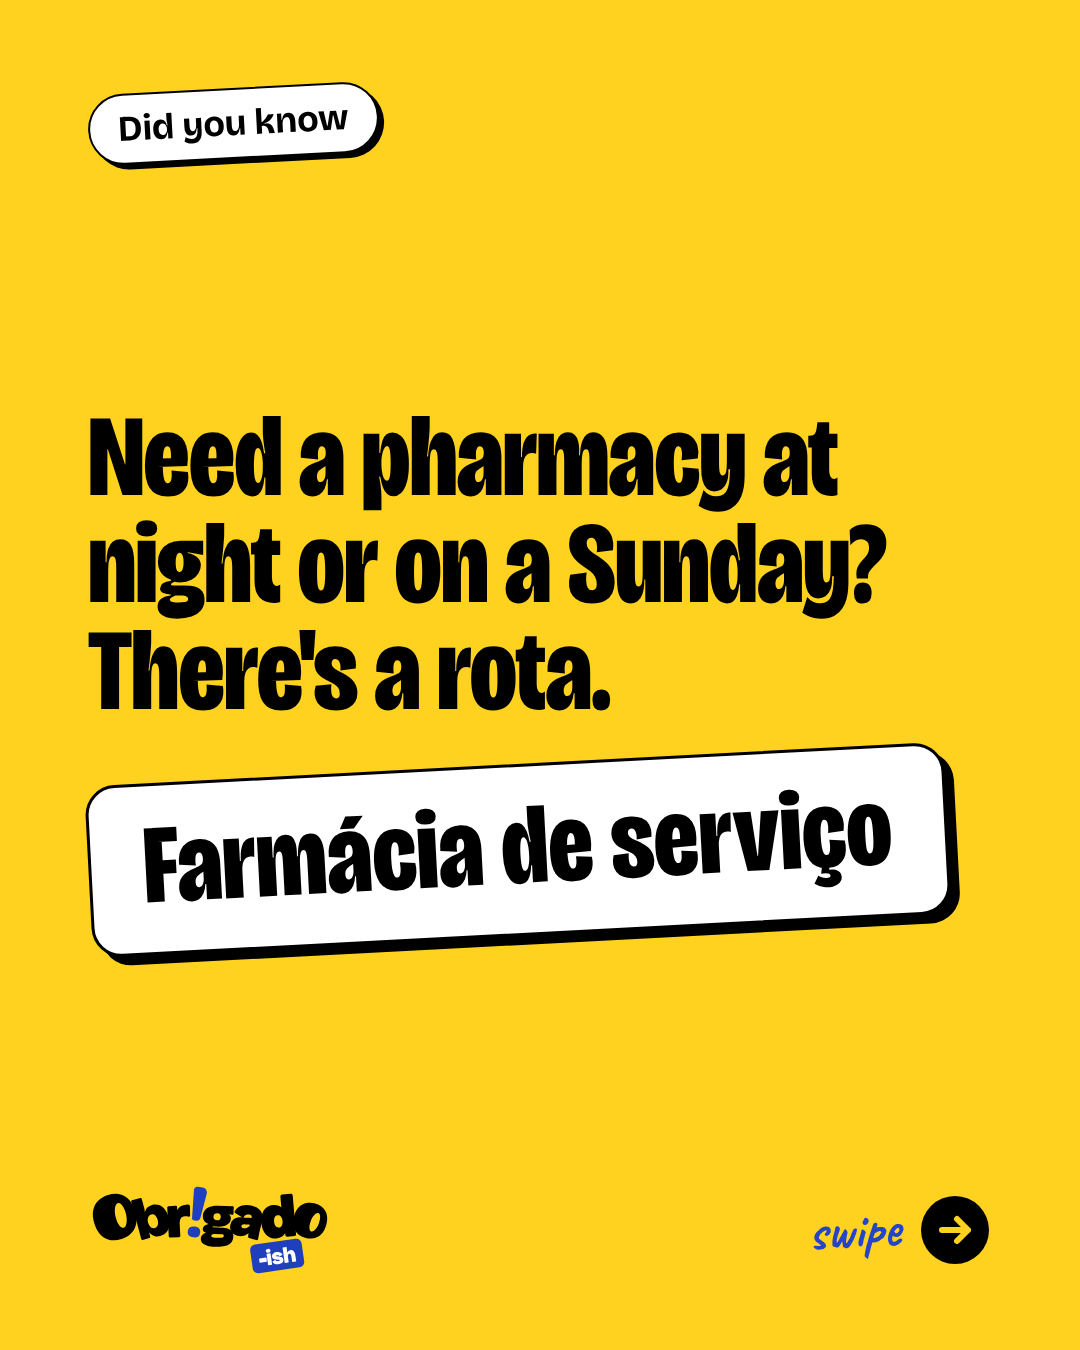 Did you know
Need a pharmacy at
night or on a Sunday?
There's a rota.
Farmácia de serviço
Obr!gado
-ish
swipe